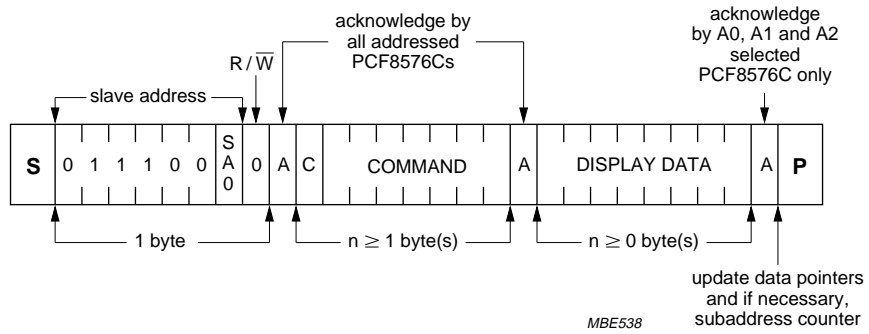 acknowledge by
all addressed
PCF8576Cs
acknowledge
by A0, A1 and A2
selected
PCF8576C only
R / W
slave address
S 0 1 1 1 0 0 SA0 0 A C COMMAND A DISPLAY DATA A P
1 byte
n ≥ 1 byte(s)
n ≥ 0 byte(s)
update data pointers
and if necessary,
subaddress counter
MBE538